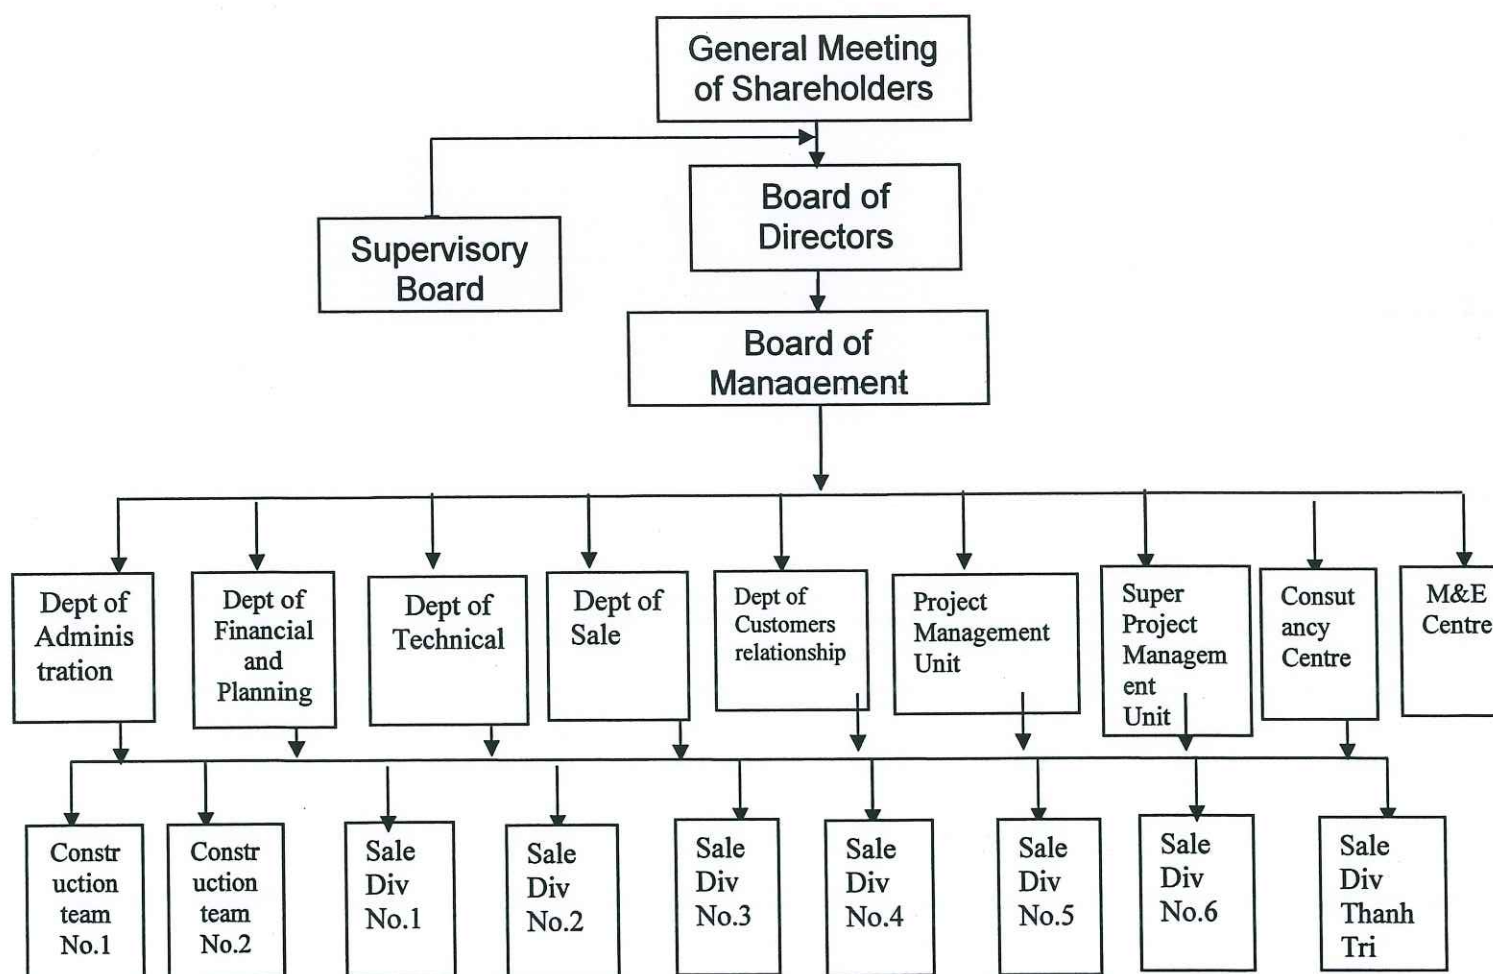 General Meeting
of Shareholders
Board of
Directors
Supervisory
Board
Board of
Management
Dept of
Adminis
tration
Dept of
Financial
and
Planning
Dept of
Technical
Dept of
Sale
Dept of
Customers
relationship
Project
Management
Unit
Super
Project
Managem
ent
Unit
Consut
ancy
Centre
M&E
Centre
Constr
uction
team
No.1
Constr
uction
team
No.2
Sale
Div
No.1
Sale
Div
No.2
Sale
Div
No.3
Sale
Div
No.4
Sale
Div
No.5
Sale
Div
No.6
Sale
Div
Thanh
Tri